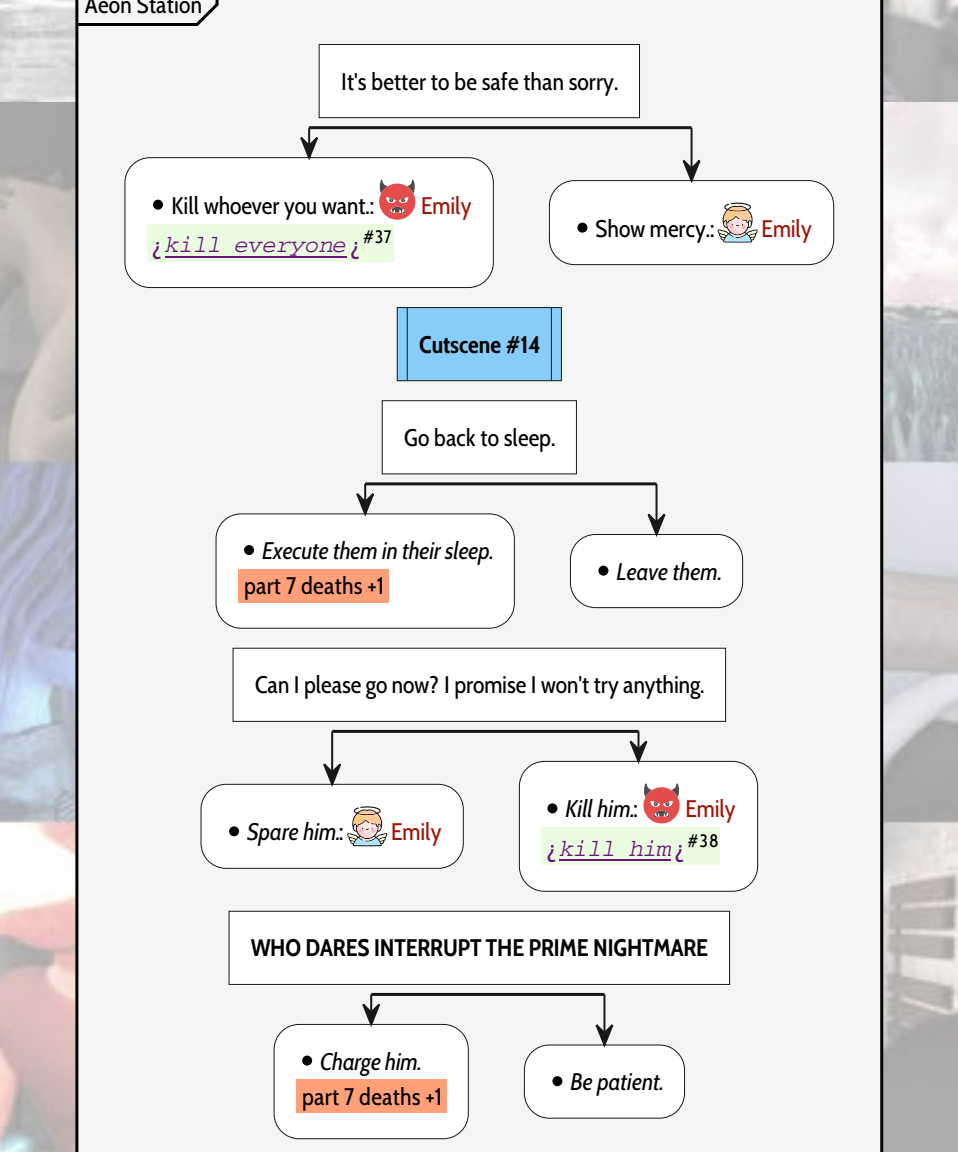 Aeon Station
It's better to be safe than sorry.
• Kill whoever you want.: Emily
¿kill everyone¿#37
• Show mercy.: Emily
Cutscene #14
Go back to sleep.
• Execute them in their sleep.
part 7 deaths +1
• Leave them.
Can I please go now? I promise I won't try anything.
• Spare him.: Emily
• Kill him.: Emily
¿kill him¿#38
WHO DARES INTERRUPT THE PRIME NIGHTMARE
• Charge him.
part 7 deaths +1
• Be patient.